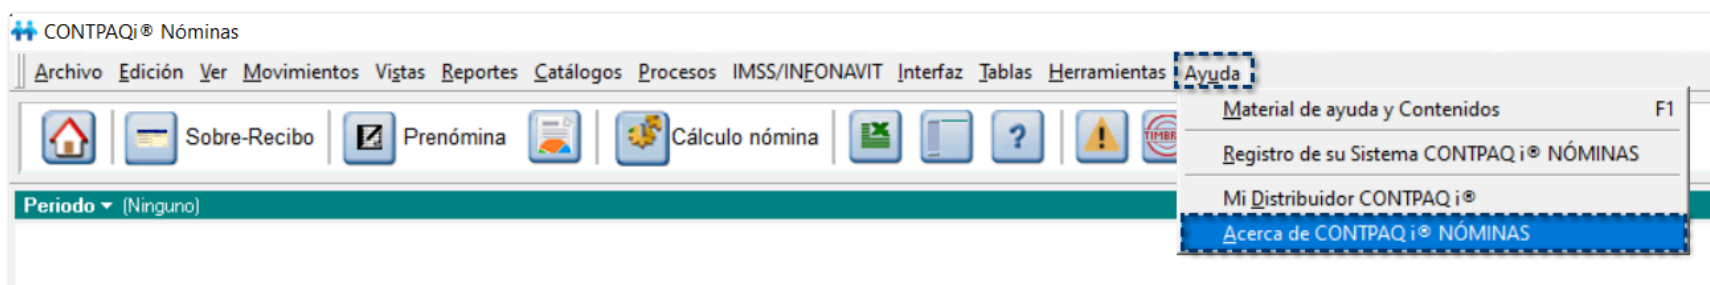 CONTPAQi® Nóminas
Archivo Edición Ver Movimientos Vistas Reportes Catálogos Procesos IMSS/INFONAVIT Interfaz Tablas Herramientas Ayuda
Material de ayuda y Contenidos F1
Sobre-Recibo Prenómina Cálculo nómina ? TIMBR
Registro de su Sistema CONTPAQ i® NÓMINAS
Mi Distribuidor CONTPAQ i®
Periodo (Ninguno)
Acerca de CONTPAQ i® NÓMINAS